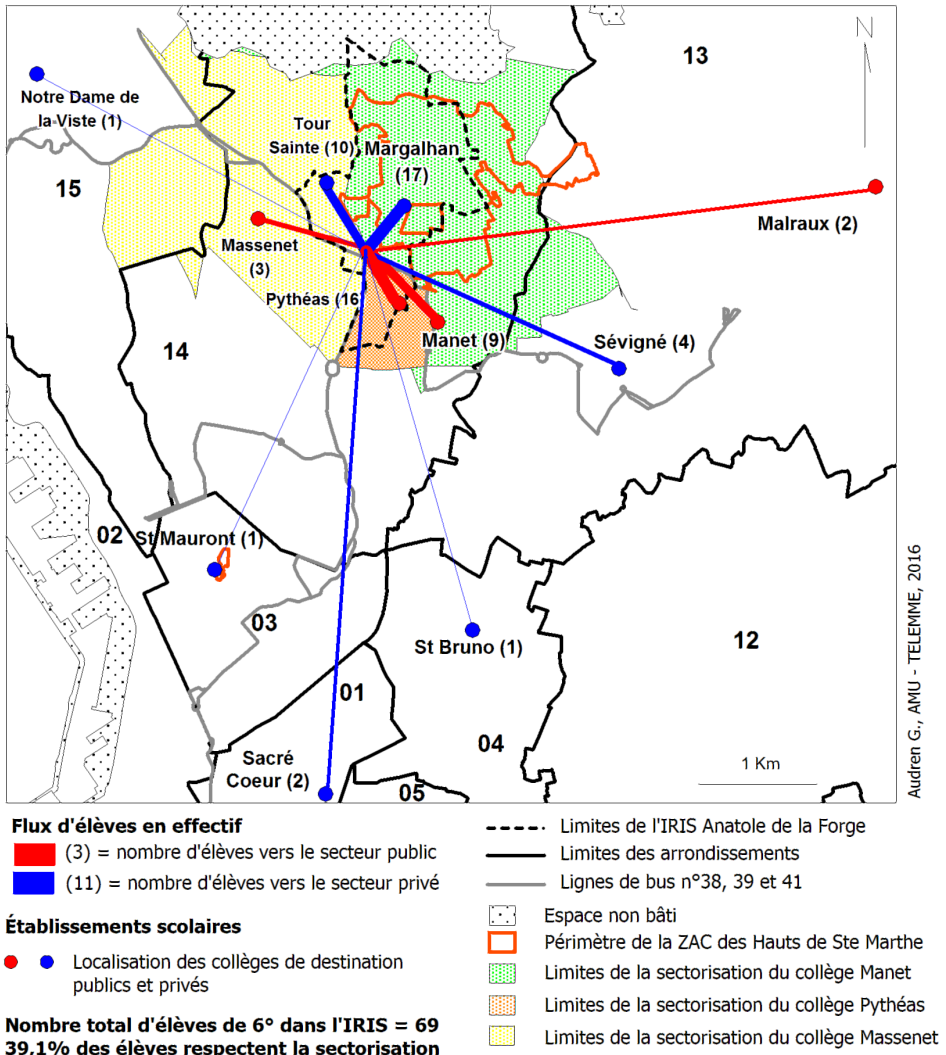 N
13
Notre Dame de
la Viste (1)
Tour
Sainte (10)
Margalhan
(17)
15
Malraux (2)
Massenet
(3)
Pythéas (16
Manet (9)
Sévigné (4)
14
02
St Mauront (1)
03
St Bruno (1)
12
01
04
Sacré
Coeur (2)
05
1 Km
Audren G., AMU - TELEMME, 2016
Flux d'élèves en effectif
(3) = nombre d'élèves vers le secteur public
(11) = nombre d'élèves vers le secteur privé
Établissements scolaires
Localisation des collèges de destination
publics et privés
Nombre total d'élèves de 6° dans l'IRIS = 69
39,1% des élèves respectent la sectorisation
Limites de l'IRIS Anatole de la Forge
Limites des arrondissements
Lignes de bus n°38, 39 et 41
Espace non bâti
Périmètre de la ZAC des Hauts de Ste Marthe
Limites de la sectorisation du collège Manet
Limites de la sectorisation du collège Pythéas
Limites de la sectorisation du collège Massenet